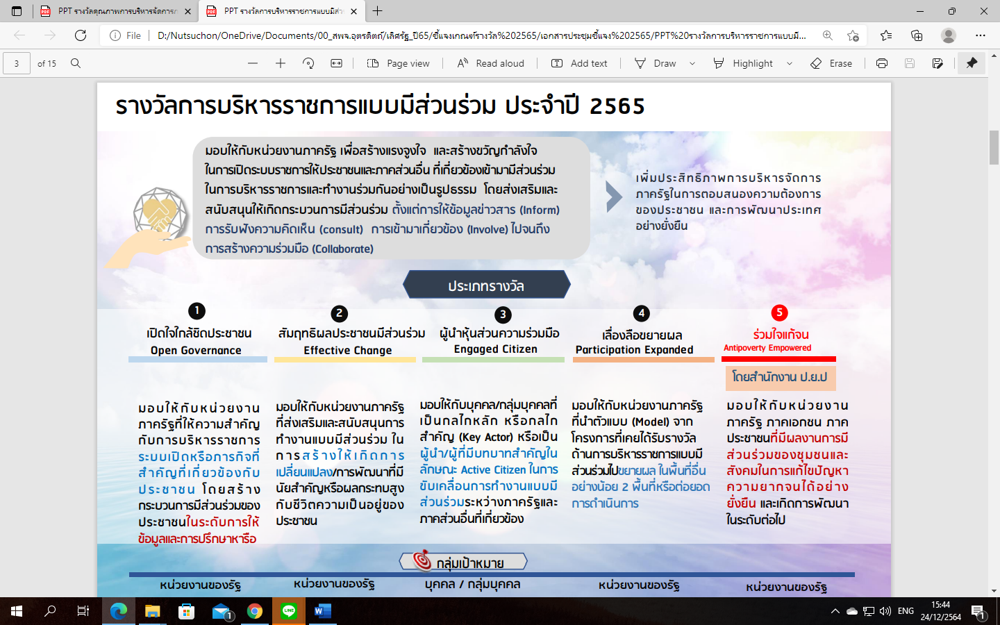 PPT รางวัลคุณภาพการบริหารจัดการภ
PPT รางวัลการบริหารราชการแบบมีส่ว
File
D:/Nutsuchon/OneDrive/Documents/00_สพจ.อุตรดิตถ์/เลิศรัฐ_ปี65/ชี้แจงเกณฑ์รางวัล%202565/เอกสารประชุมชี้แจง%202565/PPT%20รางวัลการบริหารราชการแบบมี...
3 of 15
Page view
Read aloud
Add text
Draw
Highlight
Erase
รางวัลการบริหารราชการแบบมีส่วนร่วม ประจำปี 2565
มอบให้กับหน่วยงานภาครัฐ เพื่อสร้างแรงจูงใจ และสร้างขวัญกำลังใจ
ในการเปิดระบบราชการให้ประชาชนและภาคส่วนอื่น ที่เกี่ยวข้องเข้ามามีส่วนร่วม
ในการบริหารราชการและทำงานร่วมกันอย่างเป็นรูปธรรม โดยส่งเสริมและ
สนับสนุนให้เกิดกระบวนการมีส่วนร่วม ตั้งแต่การให้ข้อมูลข่าวสาร (Inform)
การรับฟังความคิดเห็น (consult) การเข้ามาเกี่ยวข้อง (Involve) ไปจนถึง
การสร้างความร่วมมือ (Collaborate)
เพิ่มประสิทธิภาพการบริหารจัดการ
ภาครัฐในการตอบสนองความต้องการ
ของประชาชน และการพัฒนาประเทศ
อย่างยั่งยืน
ประเภทรางวัล
1
เปิดใจใกล้ชิดประชาชน
Open Governance
มอบให้กับหน่วยงาน
ภาครัฐที่ให้ความสำคัญ
กับการบริหารราชการ
ระบบเปิดหรือภารกิจที่
สำคัญที่เกี่ยวข้องกับ
ประชาชน โดยสร้าง
กระบวนการมีส่วนร่วมของ
ประชาชนในระดับการให้
ข้อมูลและการปรึกษาหารือ
2
สัมฤทธิผลประชาชนมีส่วนร่วม
Effective Change
มอบให้กับหน่วยงานภาครัฐ
ที่ส่งเสริมและสนับสนุนการ
ทำงานแบบมีส่วนร่วม ใน
การสร้างให้เกิดการ
เปลี่ยนแปลง/การพัฒนาที่มี
นัยสำคัญหรือผลกระทบสูง
กับชีวิตความเป็นอยู่ของ
ประชาชน
3
ผู้นำหุ้นส่วนความร่วมมือ
Engaged Citizen
มอบให้กับบุคคล/กลุ่มบุคคลที่
เป็นกลไกหลัก หรือกลไก
สำคัญ (Key Actor) หรือเป็น
ผู้นำ/ผู้ที่มีบทบาทสำคัญใน
ลักษณะ Active Citizen ในการ
ขับเคลื่อนการทำงานแบบมี
ส่วนร่วมระหว่างภาครัฐและ
ภาคส่วนอื่นที่เกี่ยวข้อง
4
เลื่องลือขยายผล
Participation Expanded
มอบให้กับหน่วยงานภาครัฐ
ที่นำตัวแบบ (Model) จาก
โครงการที่เคยได้รับรางวัล
ด้านการบริหารราชการแบบมี
ส่วนร่วมไปขยายผล ในพื้นที่อื่น
อย่างน้อย 2 พื้นที่หรือต่อยอด
การดำเนินการ
5
ร่วมใจแก้จน
Antipoverty Empowered
โดยสำนักงาน ป.ย.ป
มอบให้กับหน่วยงาน
ภาครัฐ ภาคเอกชน ภาค
ประชาชนที่มีผลงานการมี
ส่วนร่วมของชุมชนและ
สังคมในการแก้ไขปัญหา
ความยากจนได้อย่าง
ยั่งยืน และเกิดการพัฒนา
ในระดับต่อไป
กลุ่มเป้าหมาย
หน่วยงานของรัฐ
หน่วยงานของรัฐ
บุคคล / กลุ่มบุคคล
หน่วยงานของรัฐ
หน่วยงานของรัฐ
1
ENG
15:44
24/12/2564
1